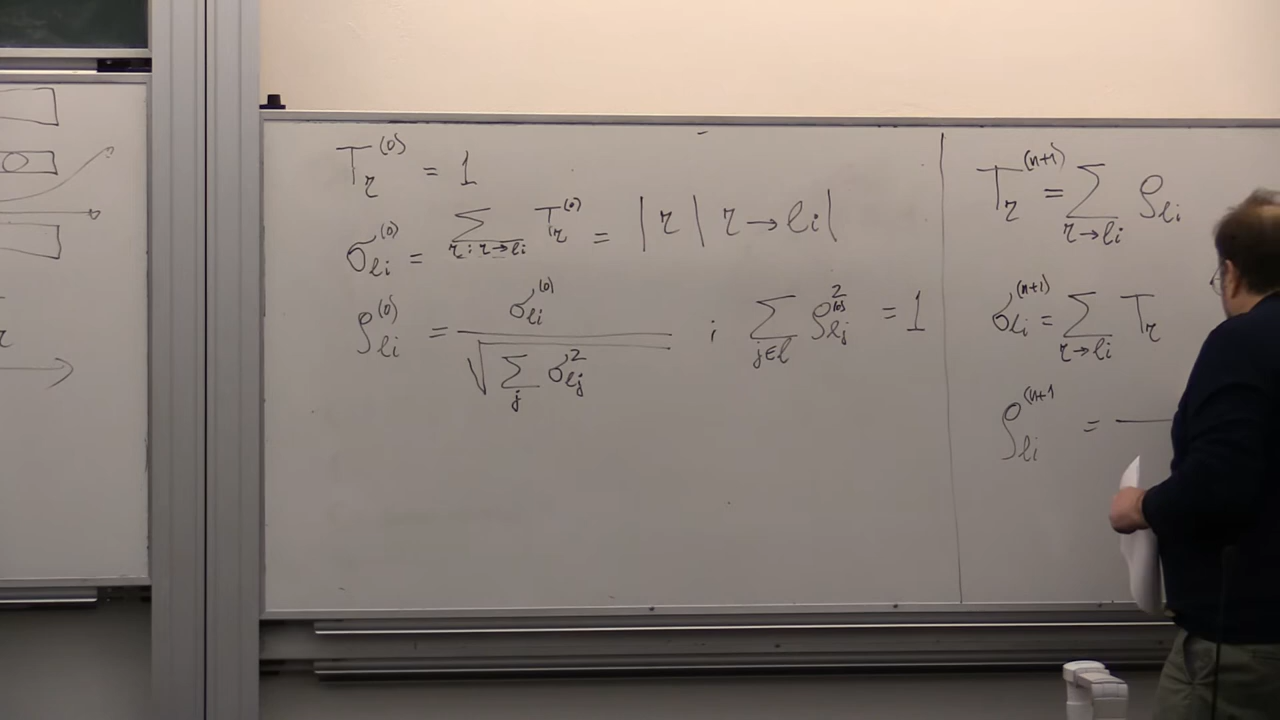 T_r^{(0)} = 1
σ_{ℓi}^{(0)} = Σ_{r: r→ℓi} T_r^{(0)} = | r | r → ℓi |
ρ_{ℓi}^{(0)} = σ_{ℓi}^{(0)} / √(Σ_j σ_{ℓj}^2) ; Σ_{j∈ℓ} ρ_{ℓj}^{2(0)} = 1
T_r^{(n+1)} = Σ_{r→ℓi} ρ_{ℓi}
σ_{ℓi}^{(n+1)} = Σ_{r→ℓi} T_r
ρ_{ℓi}^{(n+1} = —
r